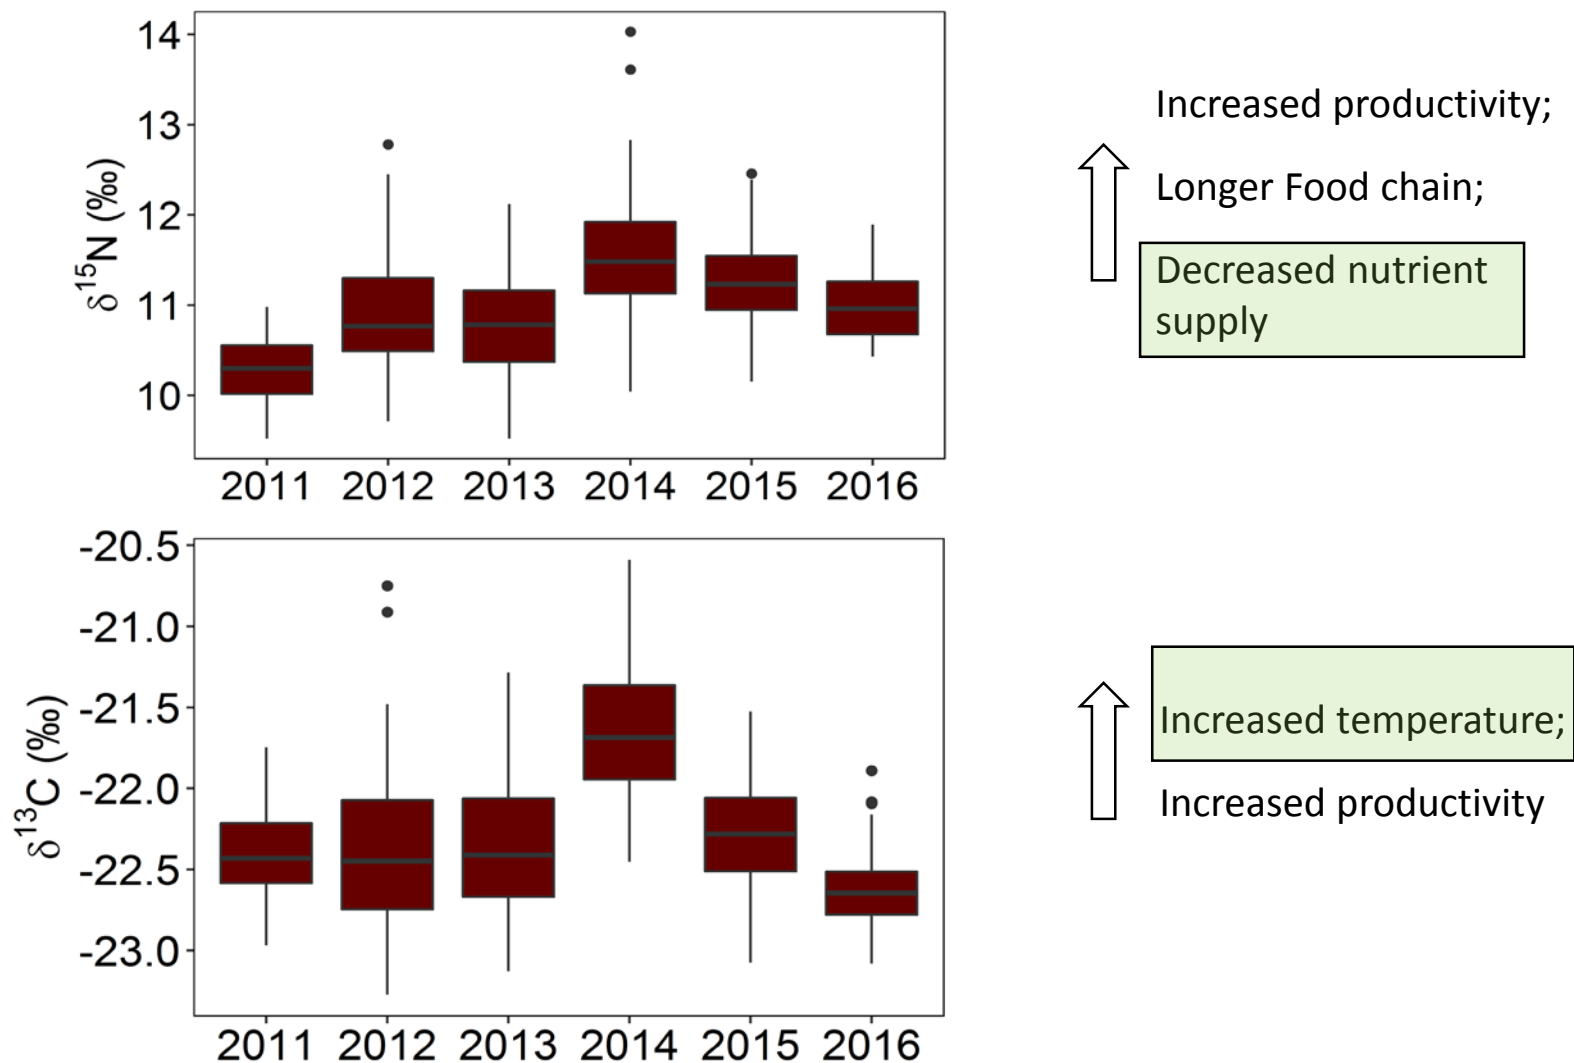 14
13
12
11
10
δ15N (‰)
2011 2012 2013 2014 2015 2016
Increased productivity;
Longer Food chain;
Decreased nutrient
supply
-20.5
-21.0
-21.5
-22.0
-22.5
-23.0
δ13C (‰)
2011 2012 2013 2014 2015 2016
Increased temperature;
Increased productivity